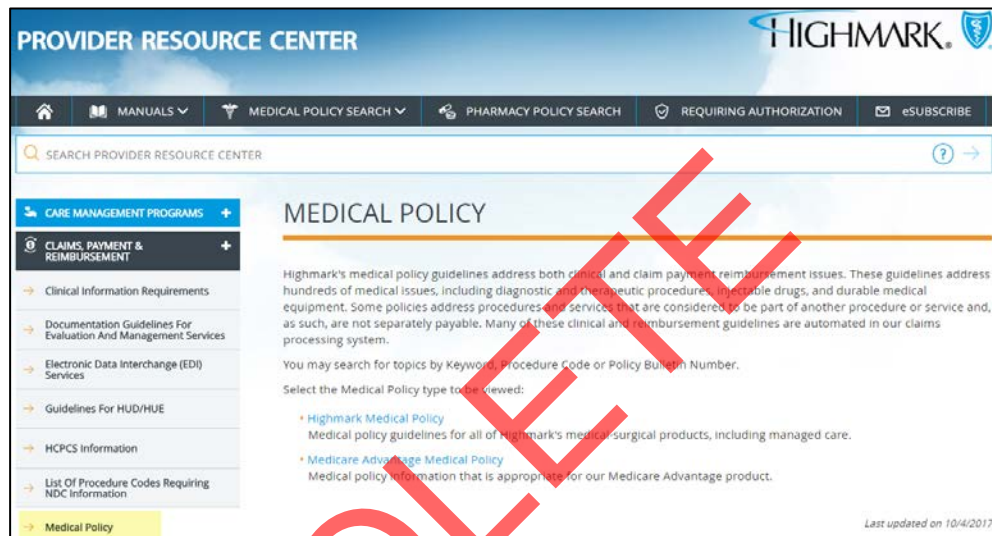 PROVIDER RESOURCE CENTER
HIGHMARK.
MANUALS
MEDICAL POLICY SEARCH
PHARMACY POLICY SEARCH
REQUIRING AUTHORIZATION
eSUBSCRIBE
SEARCH PROVIDER RESOURCE CENTER
?
CARE MANAGEMENT PROGRAMS +
CLAIMS, PAYMENT &
REIMBURSEMENT +
Clinical Information Requirements
Documentation Guidelines For
Evaluation And Management Services
Electronic Data Interchange (EDI)
Services
Guidelines For HUD/HUE
HCPCS Information
List Of Procedure Codes Requiring
NDC Information
Medical Policy
MEDICAL POLICY
Highmark's medical policy guidelines address both clinical and claim payment reimbursement issues. These guidelines address
hundreds of medical issues, including diagnostic and therapeutic procedures, injectable drugs, and durable medical
equipment. Some policies address procedures and services that are considered to be part of another procedure or service and,
as such, are not separately payable. Many of these clinical and reimbursement guidelines are automated in our claims
processing system.
You may search for topics by Keyword, Procedure Code or Policy Bulletin Number.
Select the Medical Policy type to be viewed:
• Highmark Medical Policy
Medical policy guidelines for all of Highmark's medical-surgical products, including managed care.
• Medicare Advantage Medical Policy
Medical policy information that is appropriate for our Medicare Advantage product.
Last updated on 10/4/2017
OLETE